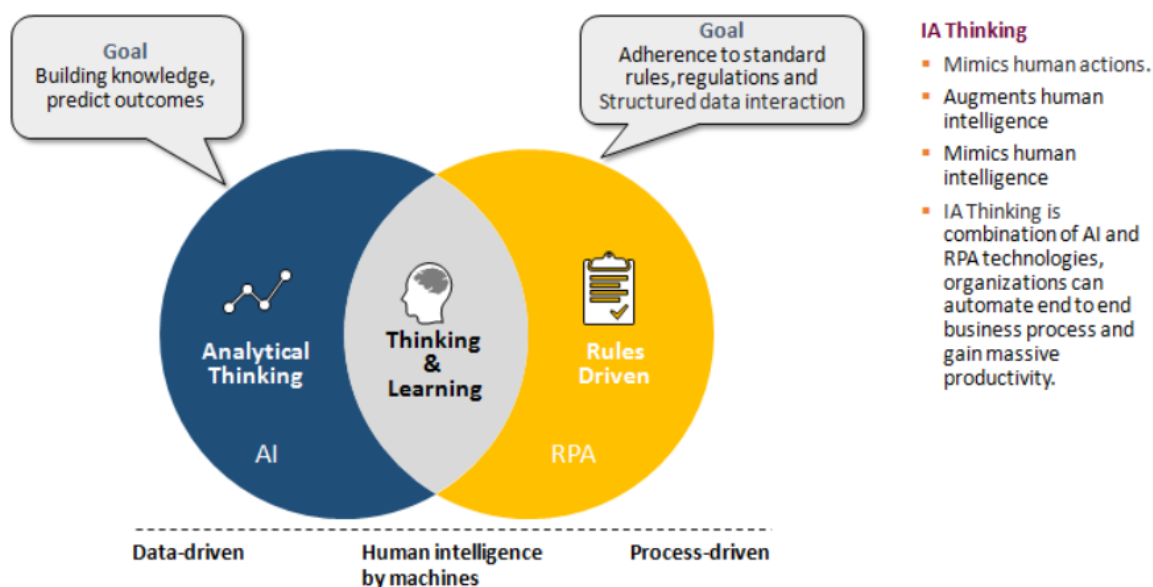 Goal
Building knowledge,
predict outcomes
Goal
Adherence to standard
rules, regulations and
Structured data interaction
IA Thinking
Mimics human actions.
Augments human
intelligence
Mimics human
intelligence
IA Thinking is
combination of AI and
RPA technologies,
organizations can
automate end to end
business process and
gain massive
productivity.
Analytical
Thinking
AI
Thinking
&
Learning
Rules
Driven
RPA
Data-driven
Human intelligence
by machines
Process-driven